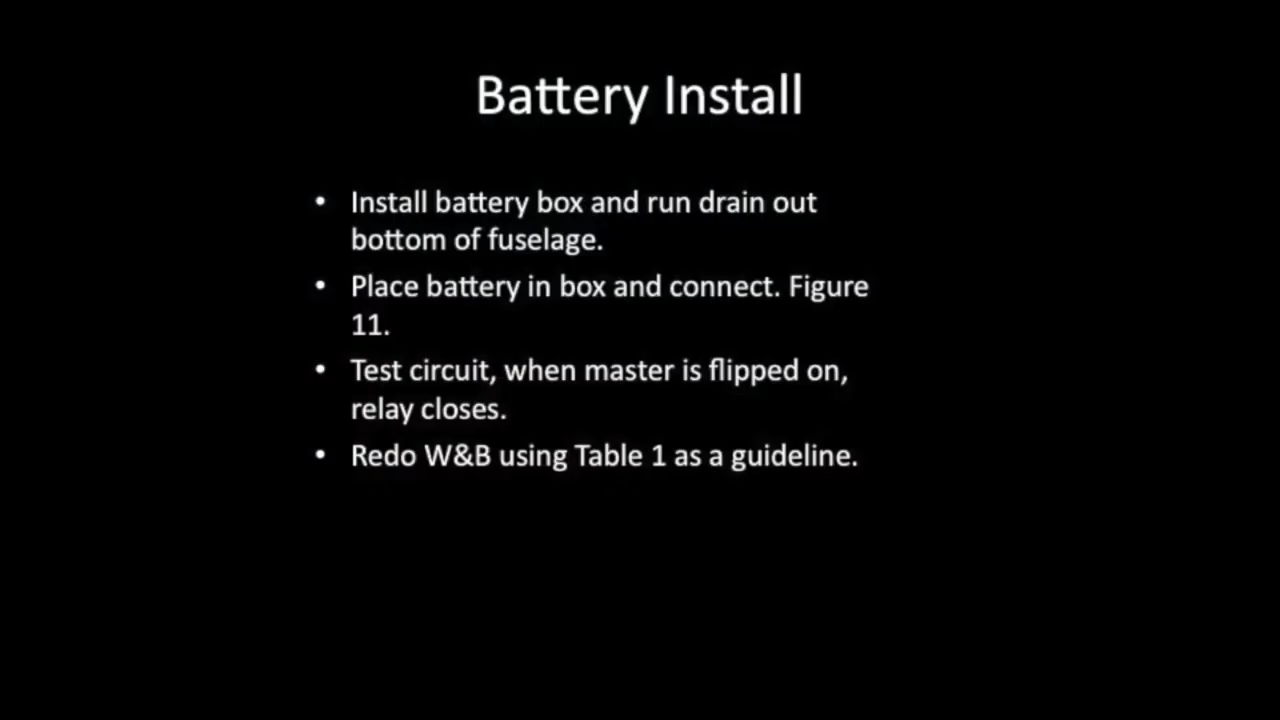 Battery Install
• Install battery box and run drain out
bottom of fuselage.
• Place battery in box and connect. Figure
11.
• Test circuit, when master is flipped on,
relay closes.
• Redo W&B using Table 1 as a guideline.